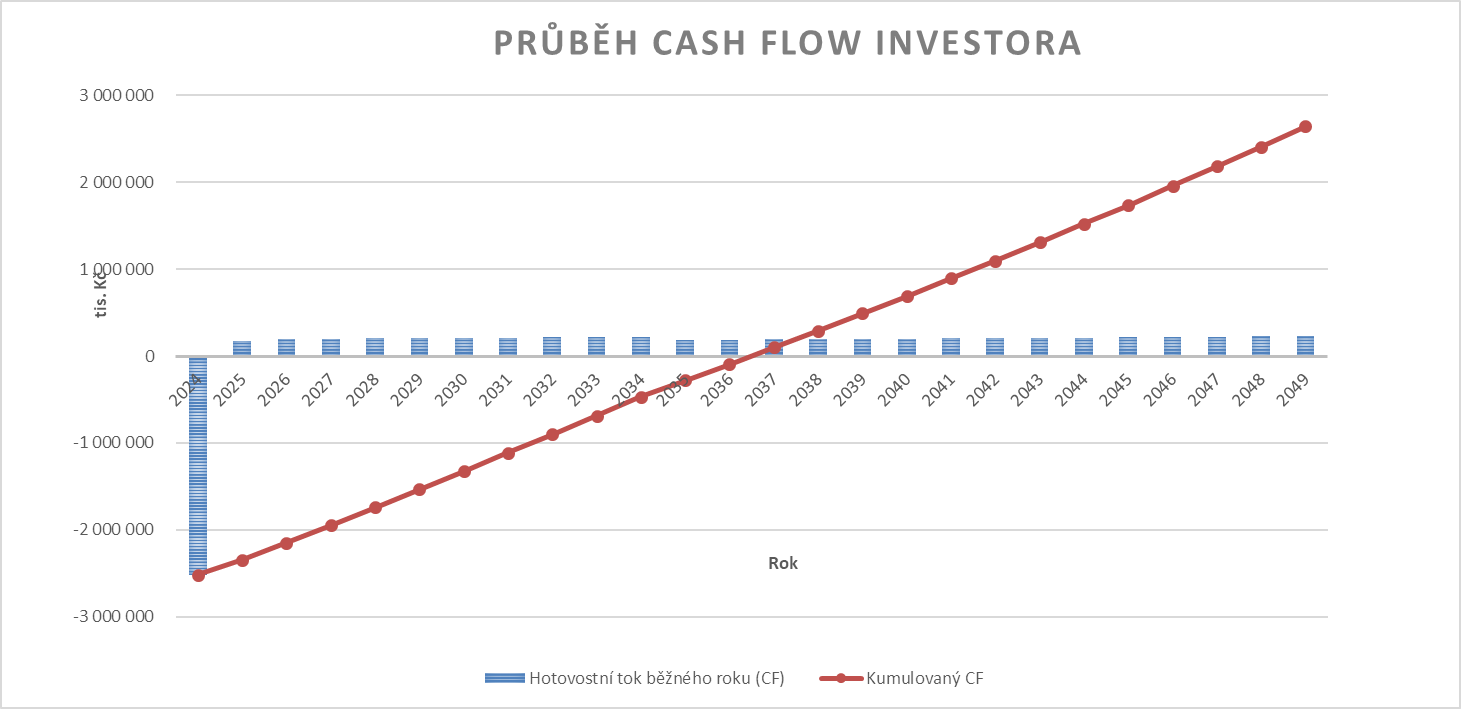 PRŮBĚH CASH FLOW INVESTORA
3 000 000
2 000 000
1 000 000
0
-1 000 000
-2 000 000
-3 000 000
tis. Kč
2024 2025 2026 2027 2028 2029 2030 2031 2032 2033 2034 2035 2036 2037 2038 2039 2040 2041 2042 2043 2044 2045 2046 2047 2048 2049
Rok
Hotovostní tok běžného roku (CF) Kumulovaný CF